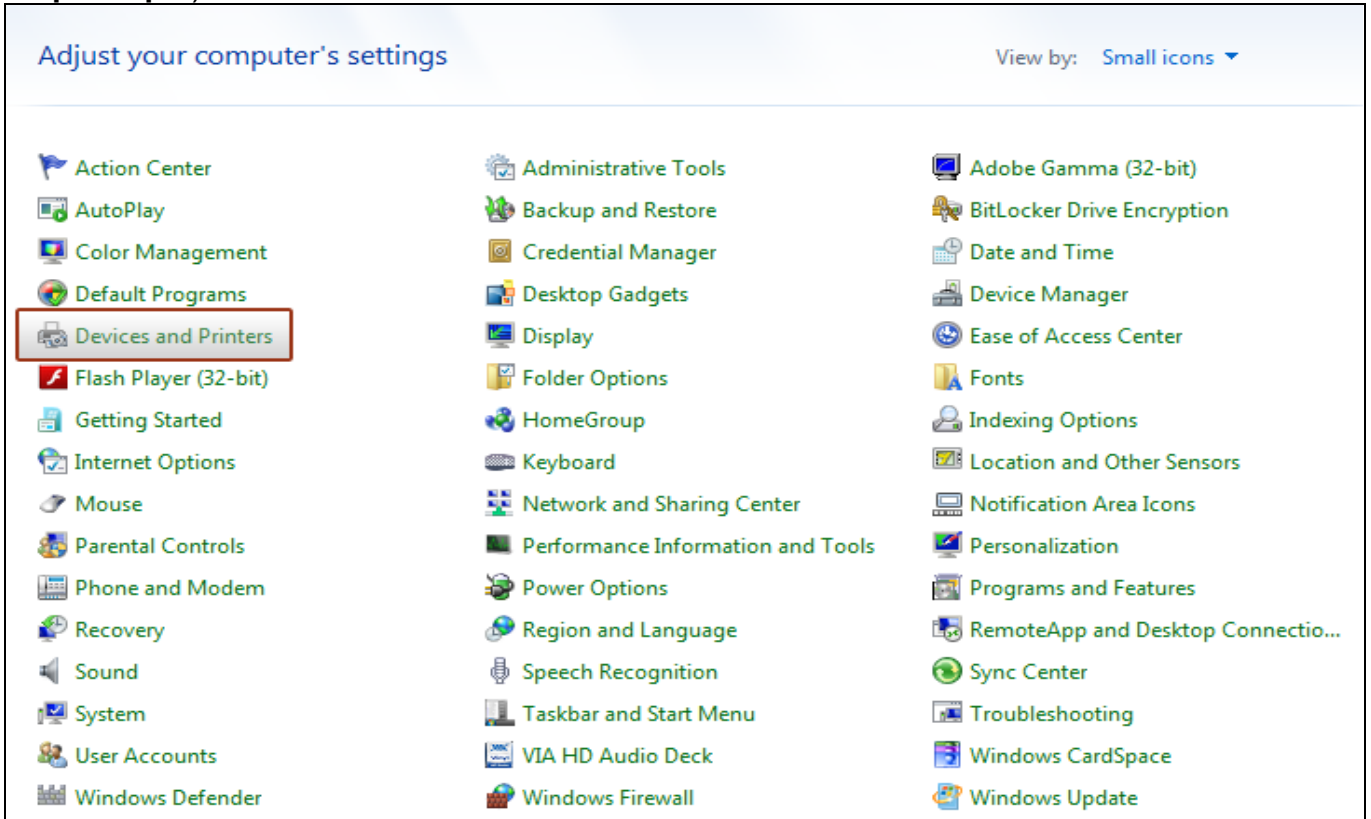 Adjust your computer's settings View by: Small icons
Action Center Administrative Tools Adobe Gamma (32-bit)
AutoPlay Backup and Restore BitLocker Drive Encryption
Color Management Credential Manager Date and Time
Default Programs Desktop Gadgets Device Manager
Devices and Printers Display Ease of Access Center
Flash Player (32-bit) Folder Options Fonts
Getting Started HomeGroup Indexing Options
Internet Options Keyboard Location and Other Sensors
Mouse Network and Sharing Center Notification Area Icons
Parental Controls Performance Information and Tools Personalization
Phone and Modem Power Options Programs and Features
Recovery Region and Language RemoteApp and Desktop Connectio...
Sound Speech Recognition Sync Center
System Taskbar and Start Menu Troubleshooting
User Accounts VIA HD Audio Deck Windows CardSpace
Windows Defender Windows Firewall Windows Update